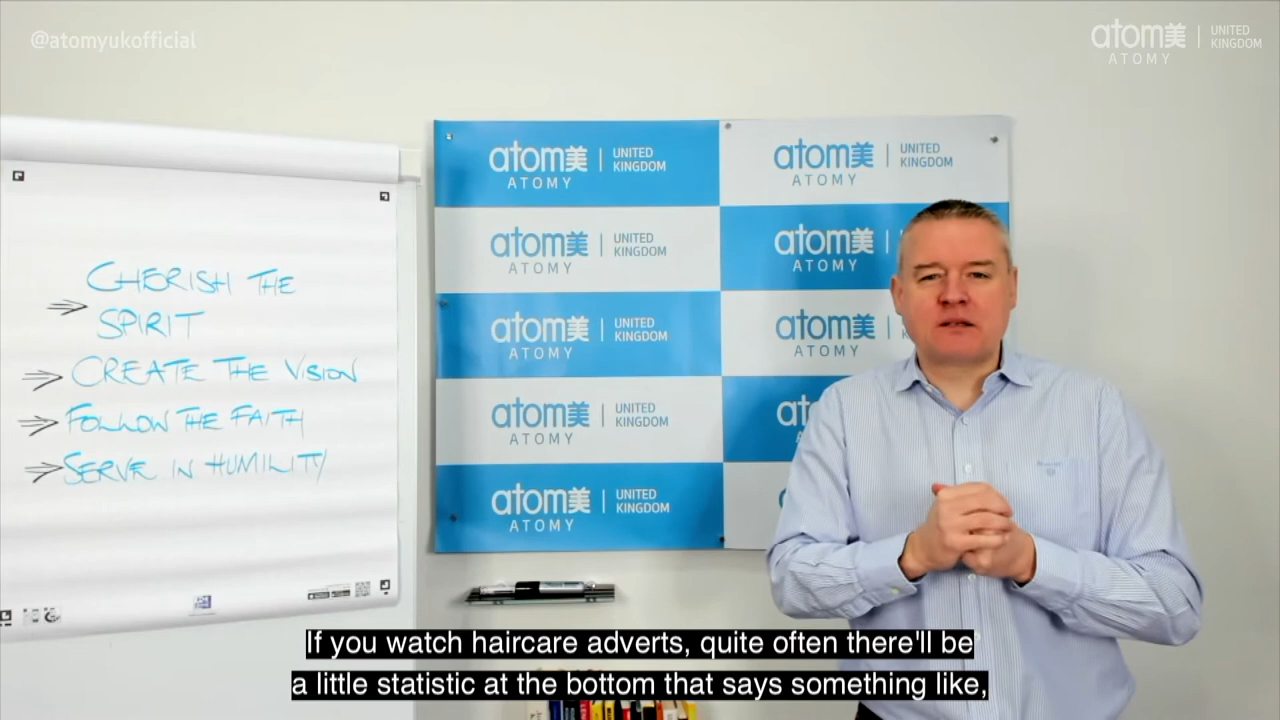 @atomyukofficial
atom美 | UNITED KINGDOM
ATOMY
CHERISH THE
SPIRIT
CREATE THE VISION
FOLLOW THE FAITH
SERVE IN HUMILITY
atom美 | UNITED KINGDOM
ATOMY
atom美 | UNITED KINGDOM
ATOMY
atom美 | UNITED KINGDOM
ATOMY
atom美
ATOMY
atom美 | UNITED KINGDOM
ATOMY
atom美
ATOMY
atom美 | UNITED KINGDOM
ATOMY
atom美 | UNITED KINGDOM
ATOMY
If you watch haircare adverts, quite often there'll be
a little statistic at the bottom that says something like,